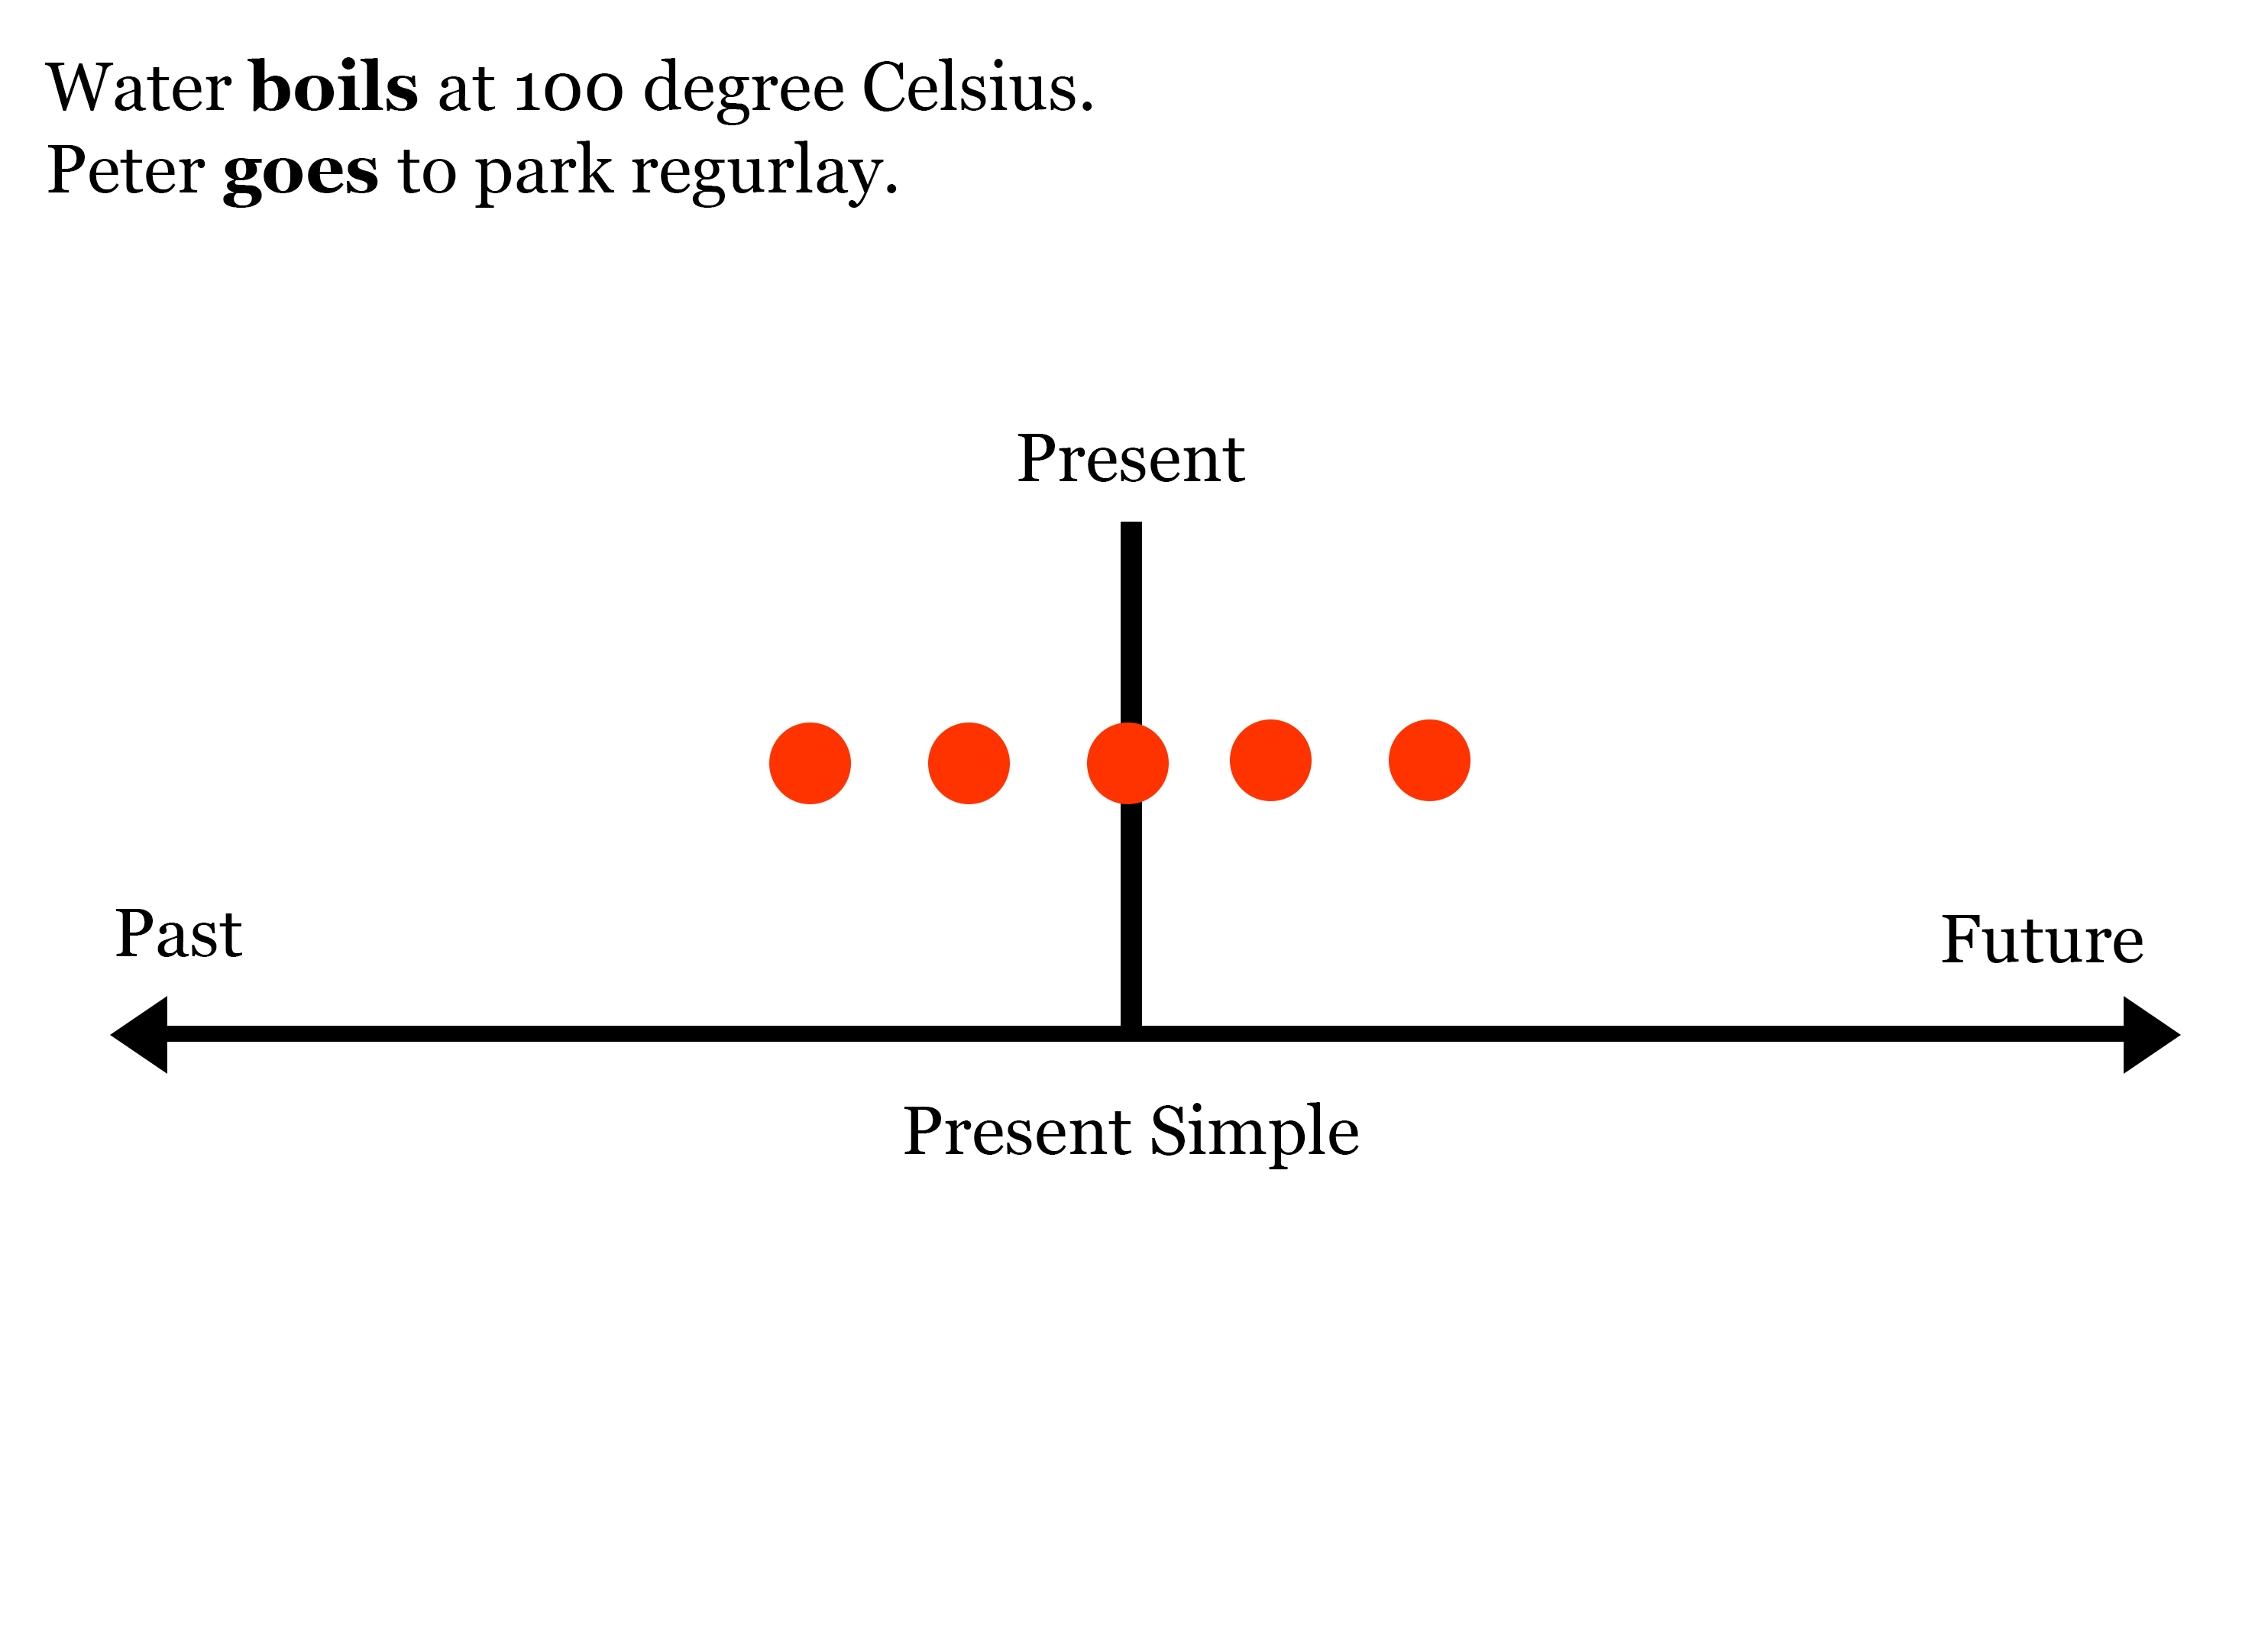 Water boils at 100 degree Celsius.
Peter goes to park regurlay.
Present
Past
Future
Present Simple